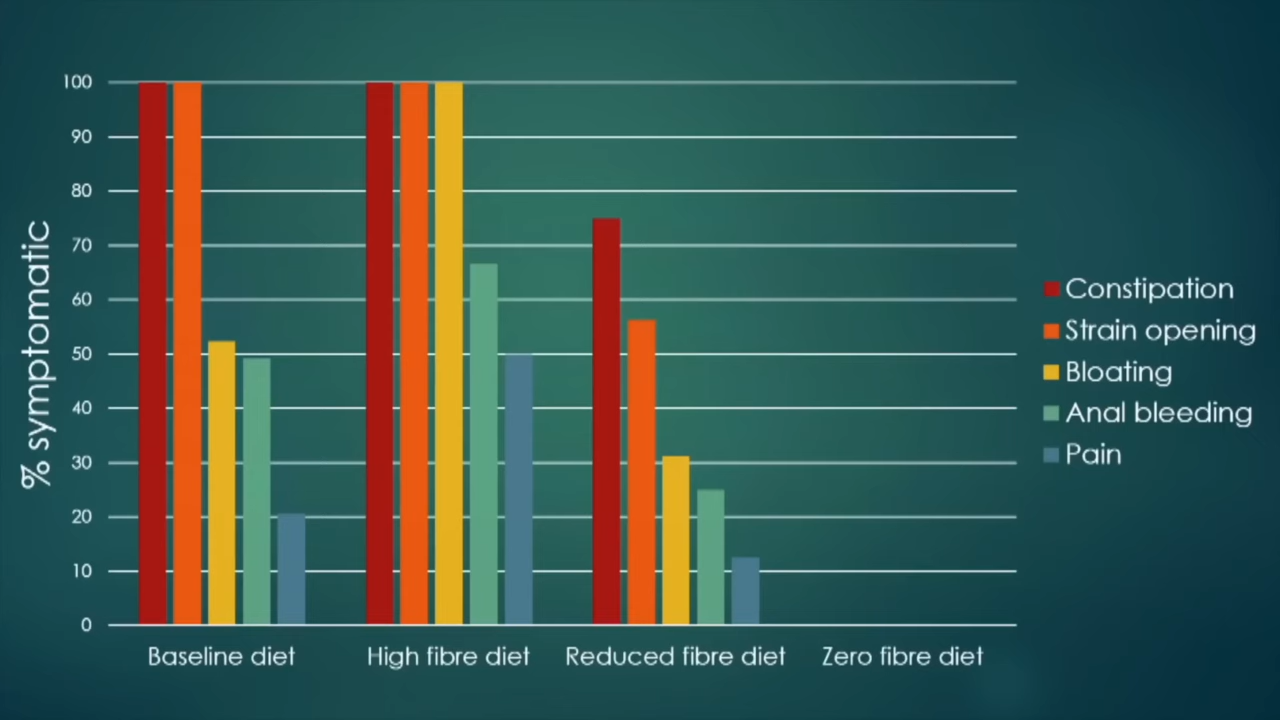 % symptomatic
100
90
80
70
60
50
40
30
20
10
0
Baseline diet
High fibre diet
Reduced fibre diet
Zero fibre diet
Constipation
Strain opening
Bloating
Anal bleeding
Pain